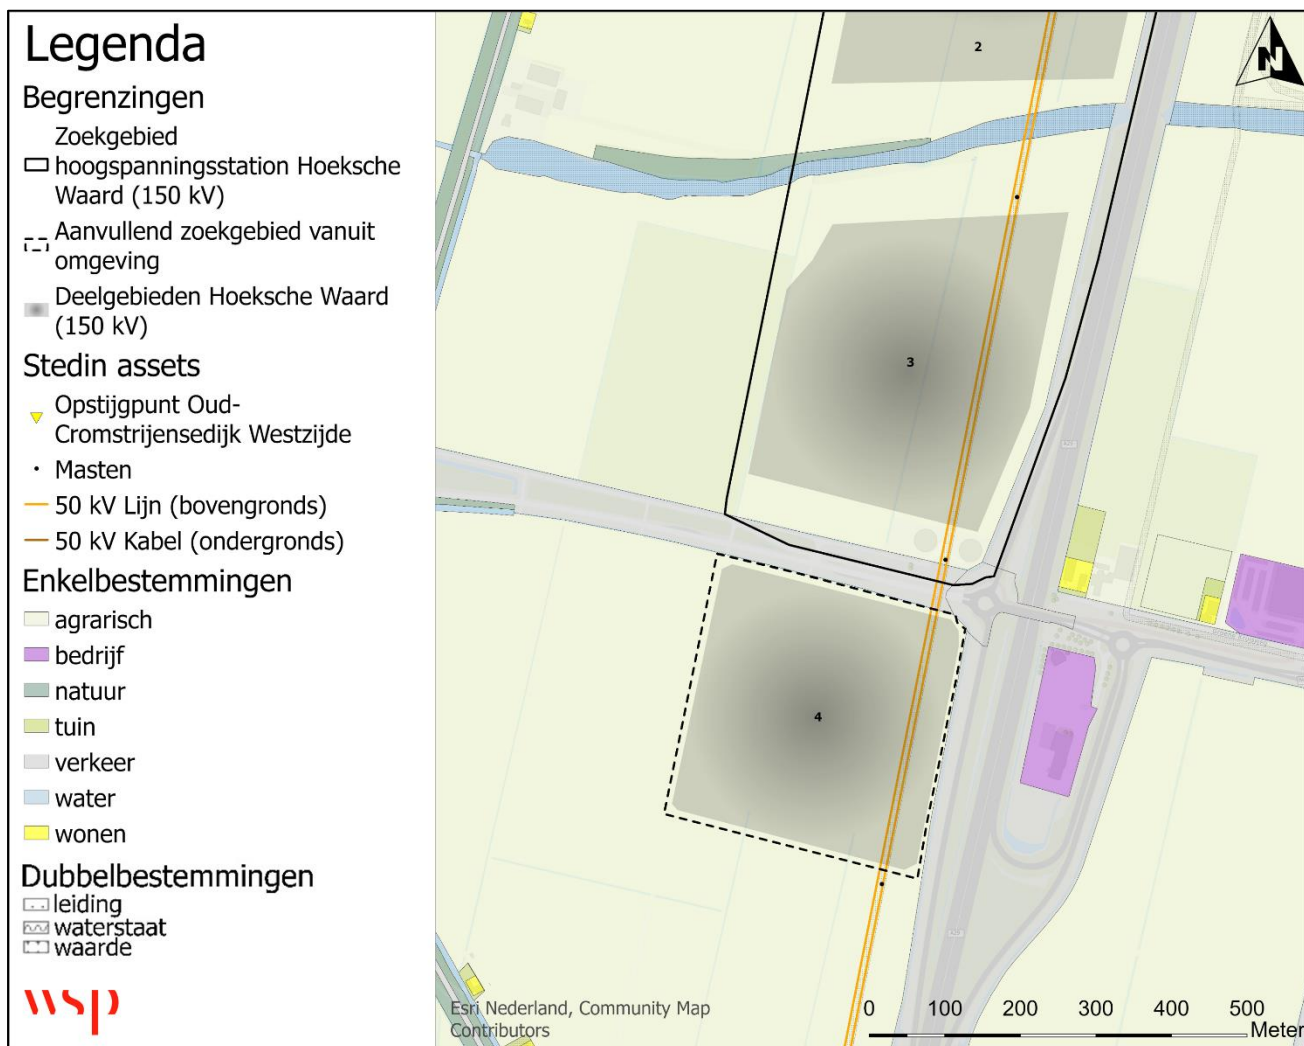 Legenda
Begrenzingen
Zoekgebied
hoogspanningsstation Hoeksche
Waard (150 kV)
Aanvullend zoekgebied vanuit
omgeving
Deelgebieden Hoeksche Waard
(150 kV)
Stedin assets
Opstijgpunt Oud-
Cromstrijensedijk Westzijde
Masten
50 kV Lijn (bovengronds)
50 kV Kabel (ondergronds)
Enkelbestemmingen
agrarisch
bedrijf
natuur
tuin
verkeer
water
wonen
Dubbelbestemmingen
leiding
waterstaat
waarde
wsp
N
2
3
4
Esri Nederland, Community Map
Contributors
0 100 200 300 400 500
Meter